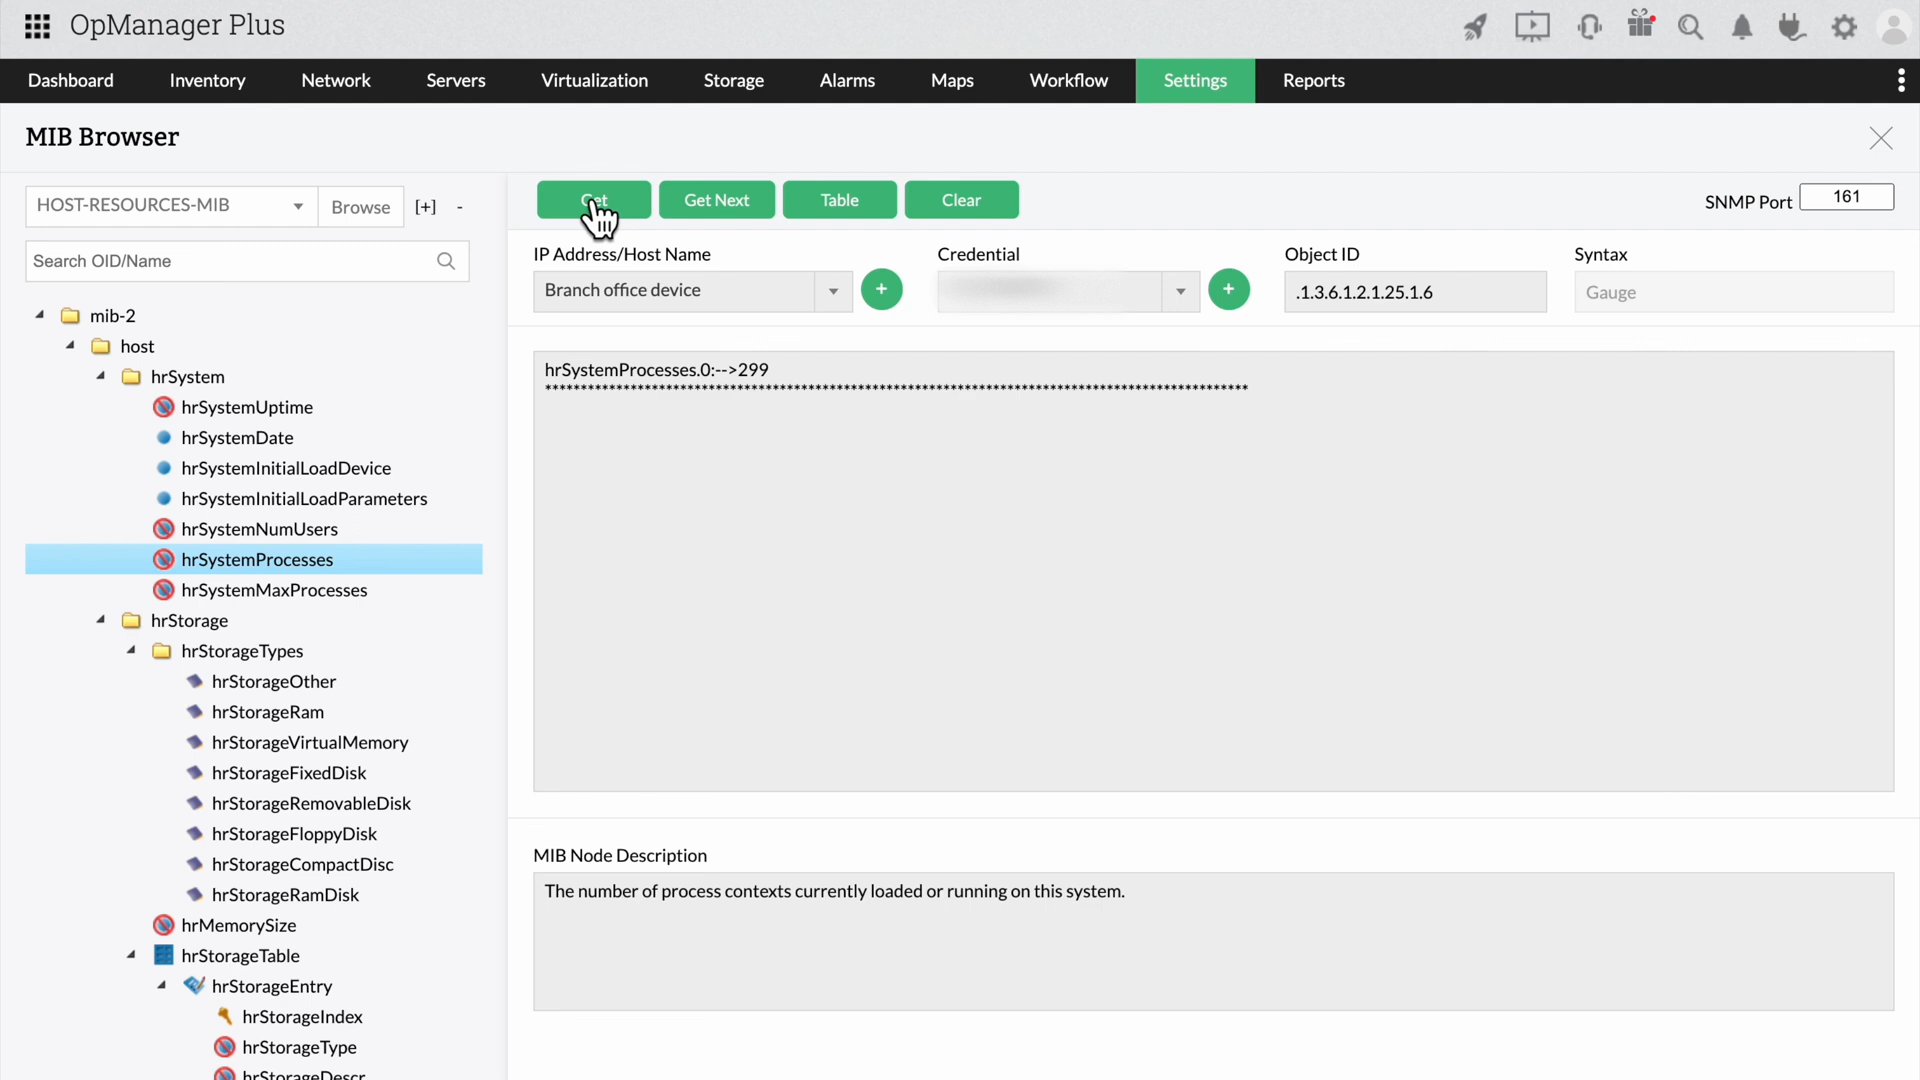 OpManager Plus
Dashboard Inventory Network Servers Virtualization Storage Alarms Maps Workflow Settings Reports
MIB Browser
HOST-RESOURCES-MIB Browse [+] -
Get Next Table Clear
SNMP Port 161
Search OID/Name
IP Address/Host Name Credential Object ID Syntax
Branch office device + + .1.3.6.1.2.1.25.1.6 Gauge
mib-2
host
hrSystem
hrSystemUptime
hrSystemDate
hrSystemInitialLoadDevice
hrSystemInitialLoadParameters
hrSystemNumUsers
hrSystemProcesses
hrSystemMaxProcesses
hrStorage
hrStorageTypes
hrStorageOther
hrStorageRam
hrStorageVirtualMemory
hrStorageFixedDisk
hrStorageRemovableDisk
hrStorageFloppyDisk
hrStorageCompactDisc
hrStorageRamDisk
hrMemorySize
hrStorageTable
hrStorageEntry
hrStorageIndex
hrStorageType
hrStorageDescr
hrSystemProcesses.0:-->299
MIB Node Description
The number of process contexts currently loaded or running on this system.